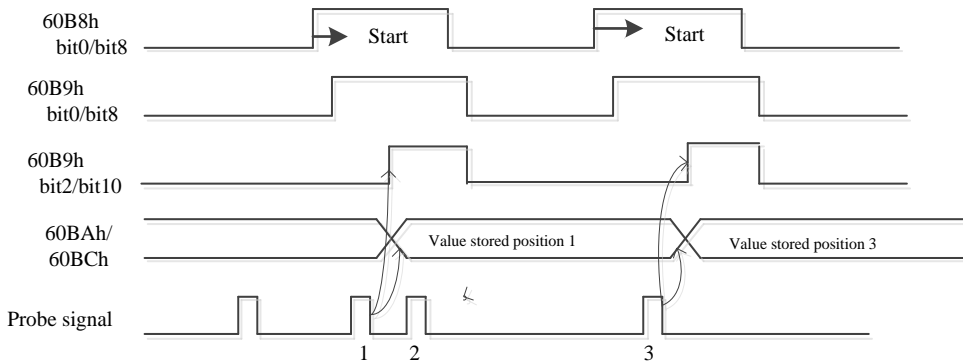 60B8h
bit0/bit8
Start
Start
60B9h
bit0/bit8
60B9h
bit2/bit10
60BAh/
60BCh
Value stored position 1
Value stored position 3
Probe signal
1
2
3